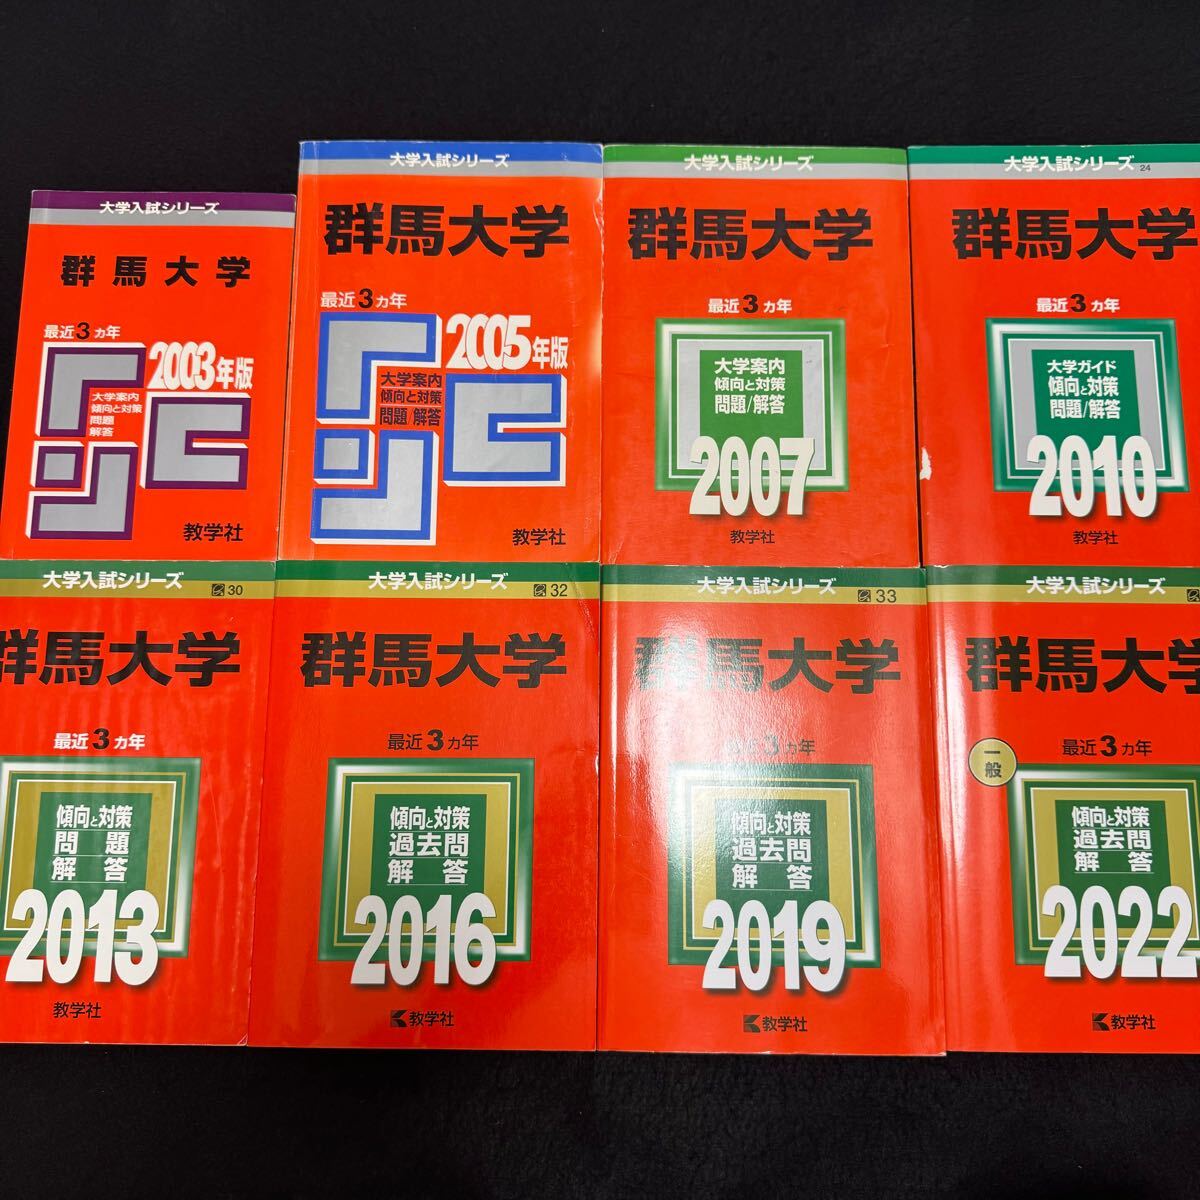 大学入試シリーズ
群馬大学
最近3ヵ年
2003年版
大学案内
傾向と対策
問題
解答
教学社
大学入試シリーズ
群馬大学
最近3ヵ年
2005年版
大学案内
傾向と対策
問題/解答
教学社
大学入試シリーズ
群馬大学
最近3ヵ年
大学案内
傾向と対策
問題/解答
2007
教学社
大学入試シリーズ 24
群馬大学
最近3ヵ年
大学ガイド
傾向と対策
問題/解答
2010
教学社
大学入試シリーズ 30
群馬大学
最近3ヵ年
傾向と対策
問題
解答
2013
教学社
大学入試シリーズ 32
群馬大学
最近3ヵ年
傾向と対策
過去問
解答
2016
教学社
大学入試シリーズ 33
群馬大学
最近3ヵ年
傾向と対策
過去問
解答
2019
教学社
大学入試シリーズ
群馬大学
一般
最近3ヵ年
傾向と対策
過去問
解答
2022
教学社